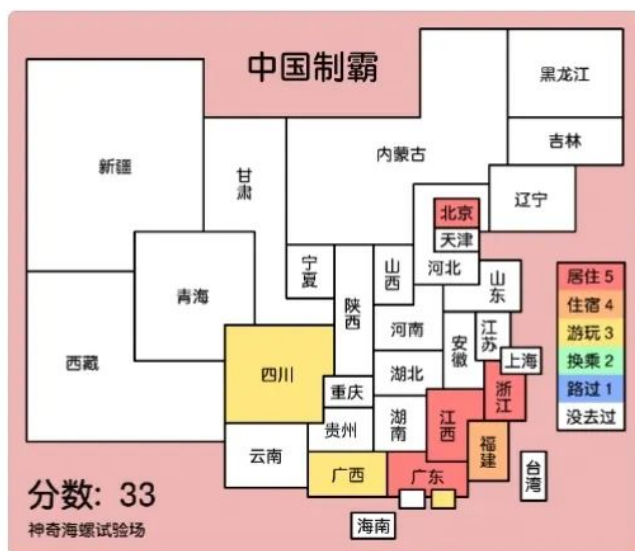 中国制霸
黑龙江
吉林
辽宁
内蒙古
新疆
甘肃
北京
天津
河北
宁夏
山西
山东
青海
陕西
西藏
河南
安徽
江苏
上海
四川
湖北
浙江
重庆
江西
湖南
贵州
福建
云南
广西
广东
台湾
海南
居住 5
住宿 4
游玩 3
换乘 2
路过 1
没去过
分数: 33
神奇海螺试验场